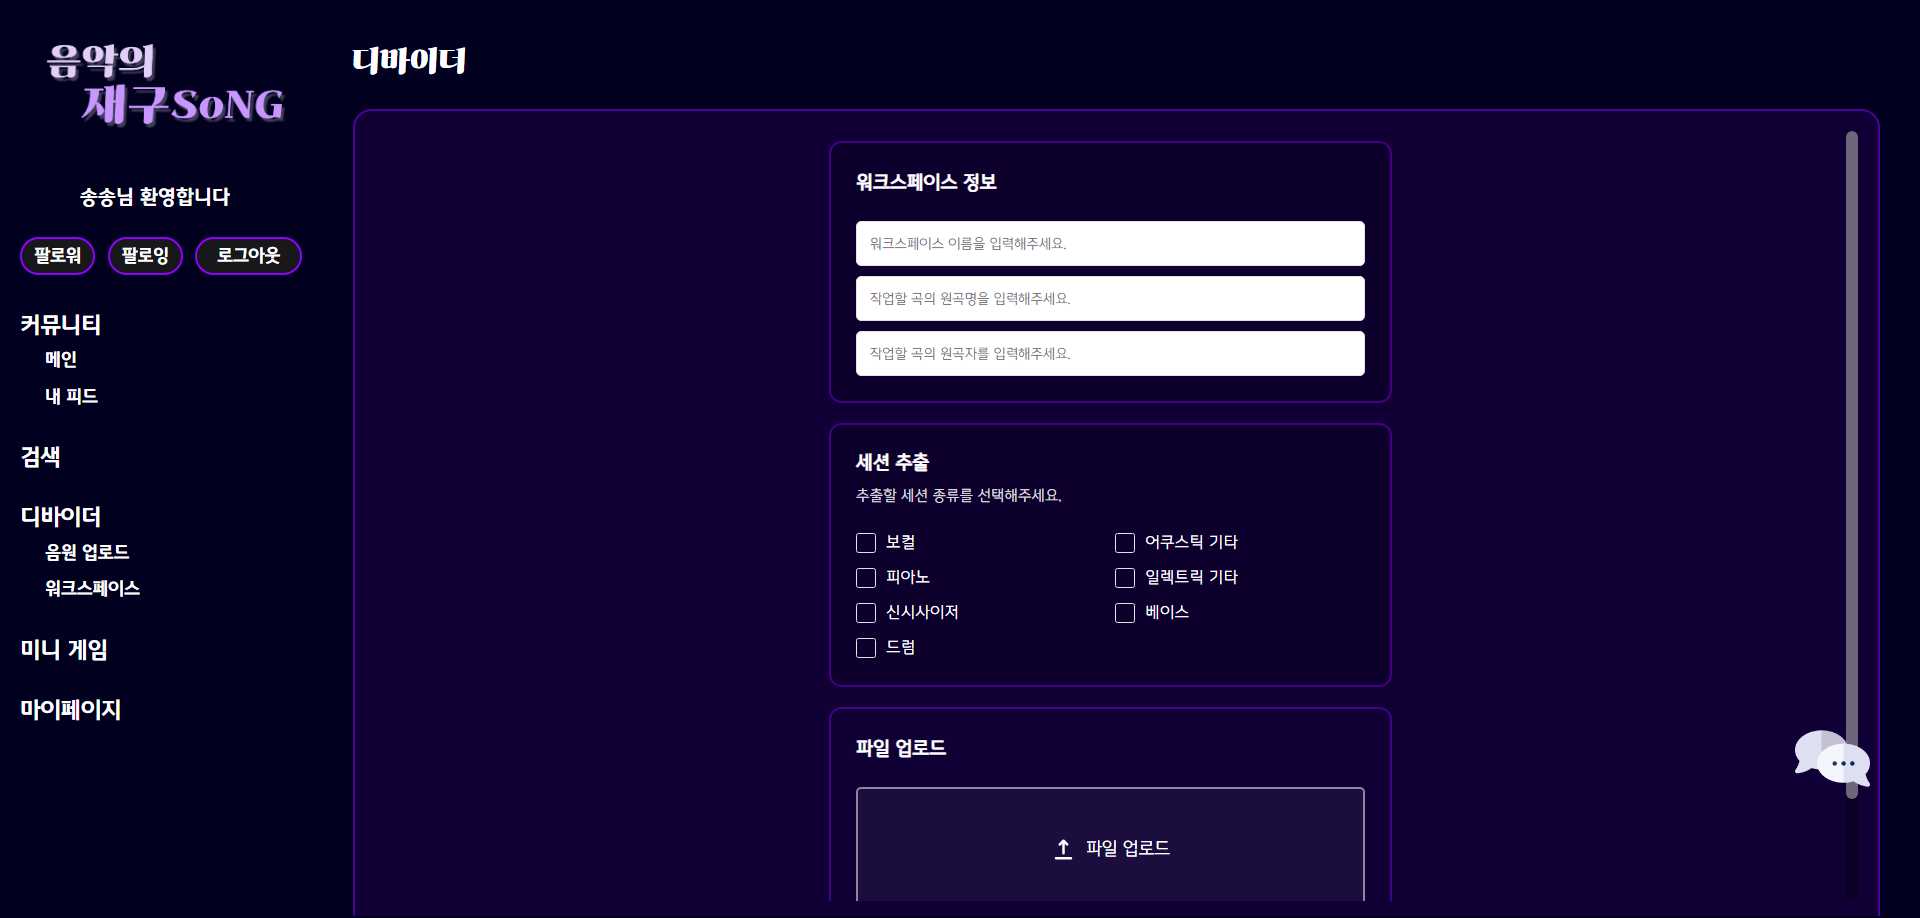 음악의
재구SoNG
송송님 환영합니다
팔로워 팔로잉 로그아웃
커뮤니티
메인
내 피드
검색
디바이더
음원 업로드
워크스페이스
미니 게임
마이페이지
디바이더
워크스페이스 정보
워크스페이스 이름을 입력해주세요.
작업할 곡의 원곡명을 입력해주세요.
작업할 곡의 원곡자를 입력해주세요.
세션 추출
추출할 세션 종류를 선택해주세요.
보컬 어쿠스틱 기타
피아노 일렉트릭 기타
신시사이저 베이스
드럼
파일 업로드
파일 업로드